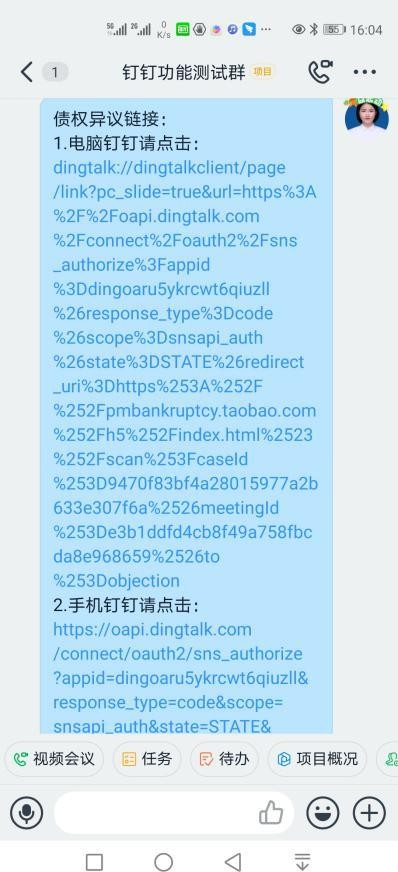 5G 2G 0 K/s 55 16:04
1 钉钉功能测试群 项目
债权异议链接：
1.电脑钉钉请点击：
dingtalk://dingtalkclient/page
/link?pc_slide=true&url=https%3A
%2F%2Foapi.dingtalk.com
%2Fconnect%2Foauth2%2Fsns
_authorize%3Fappid
%3Ddingoaru5ykrcwt6qiuzll
%26response_type%3Dcode
%26scope%3Dsnsapi_auth
%26state%3DSTATE%26redirect
_uri%3Dhttps%253A%252F
%252Fpmbankruptcy.taobao.com
%252Fh5%252Findex.html%2523
%252Fscan%253FcaseId
%253D9470f83bf4a28015977a2b
633e307f6a%2526meetingId
%253De3b1ddfd4cb8f49a758fbc
da8e968659%2526to
%253Dobjection
2.手机钉钉请点击：
https://oapi.dingtalk.com
/connect/oauth2/sns_authorize
?appid=dingoaru5ykrcwt6qiuzll&
response_type=code&scope=
snsapi_auth&state=STATE&
视频会议 任务 待办 项目概况